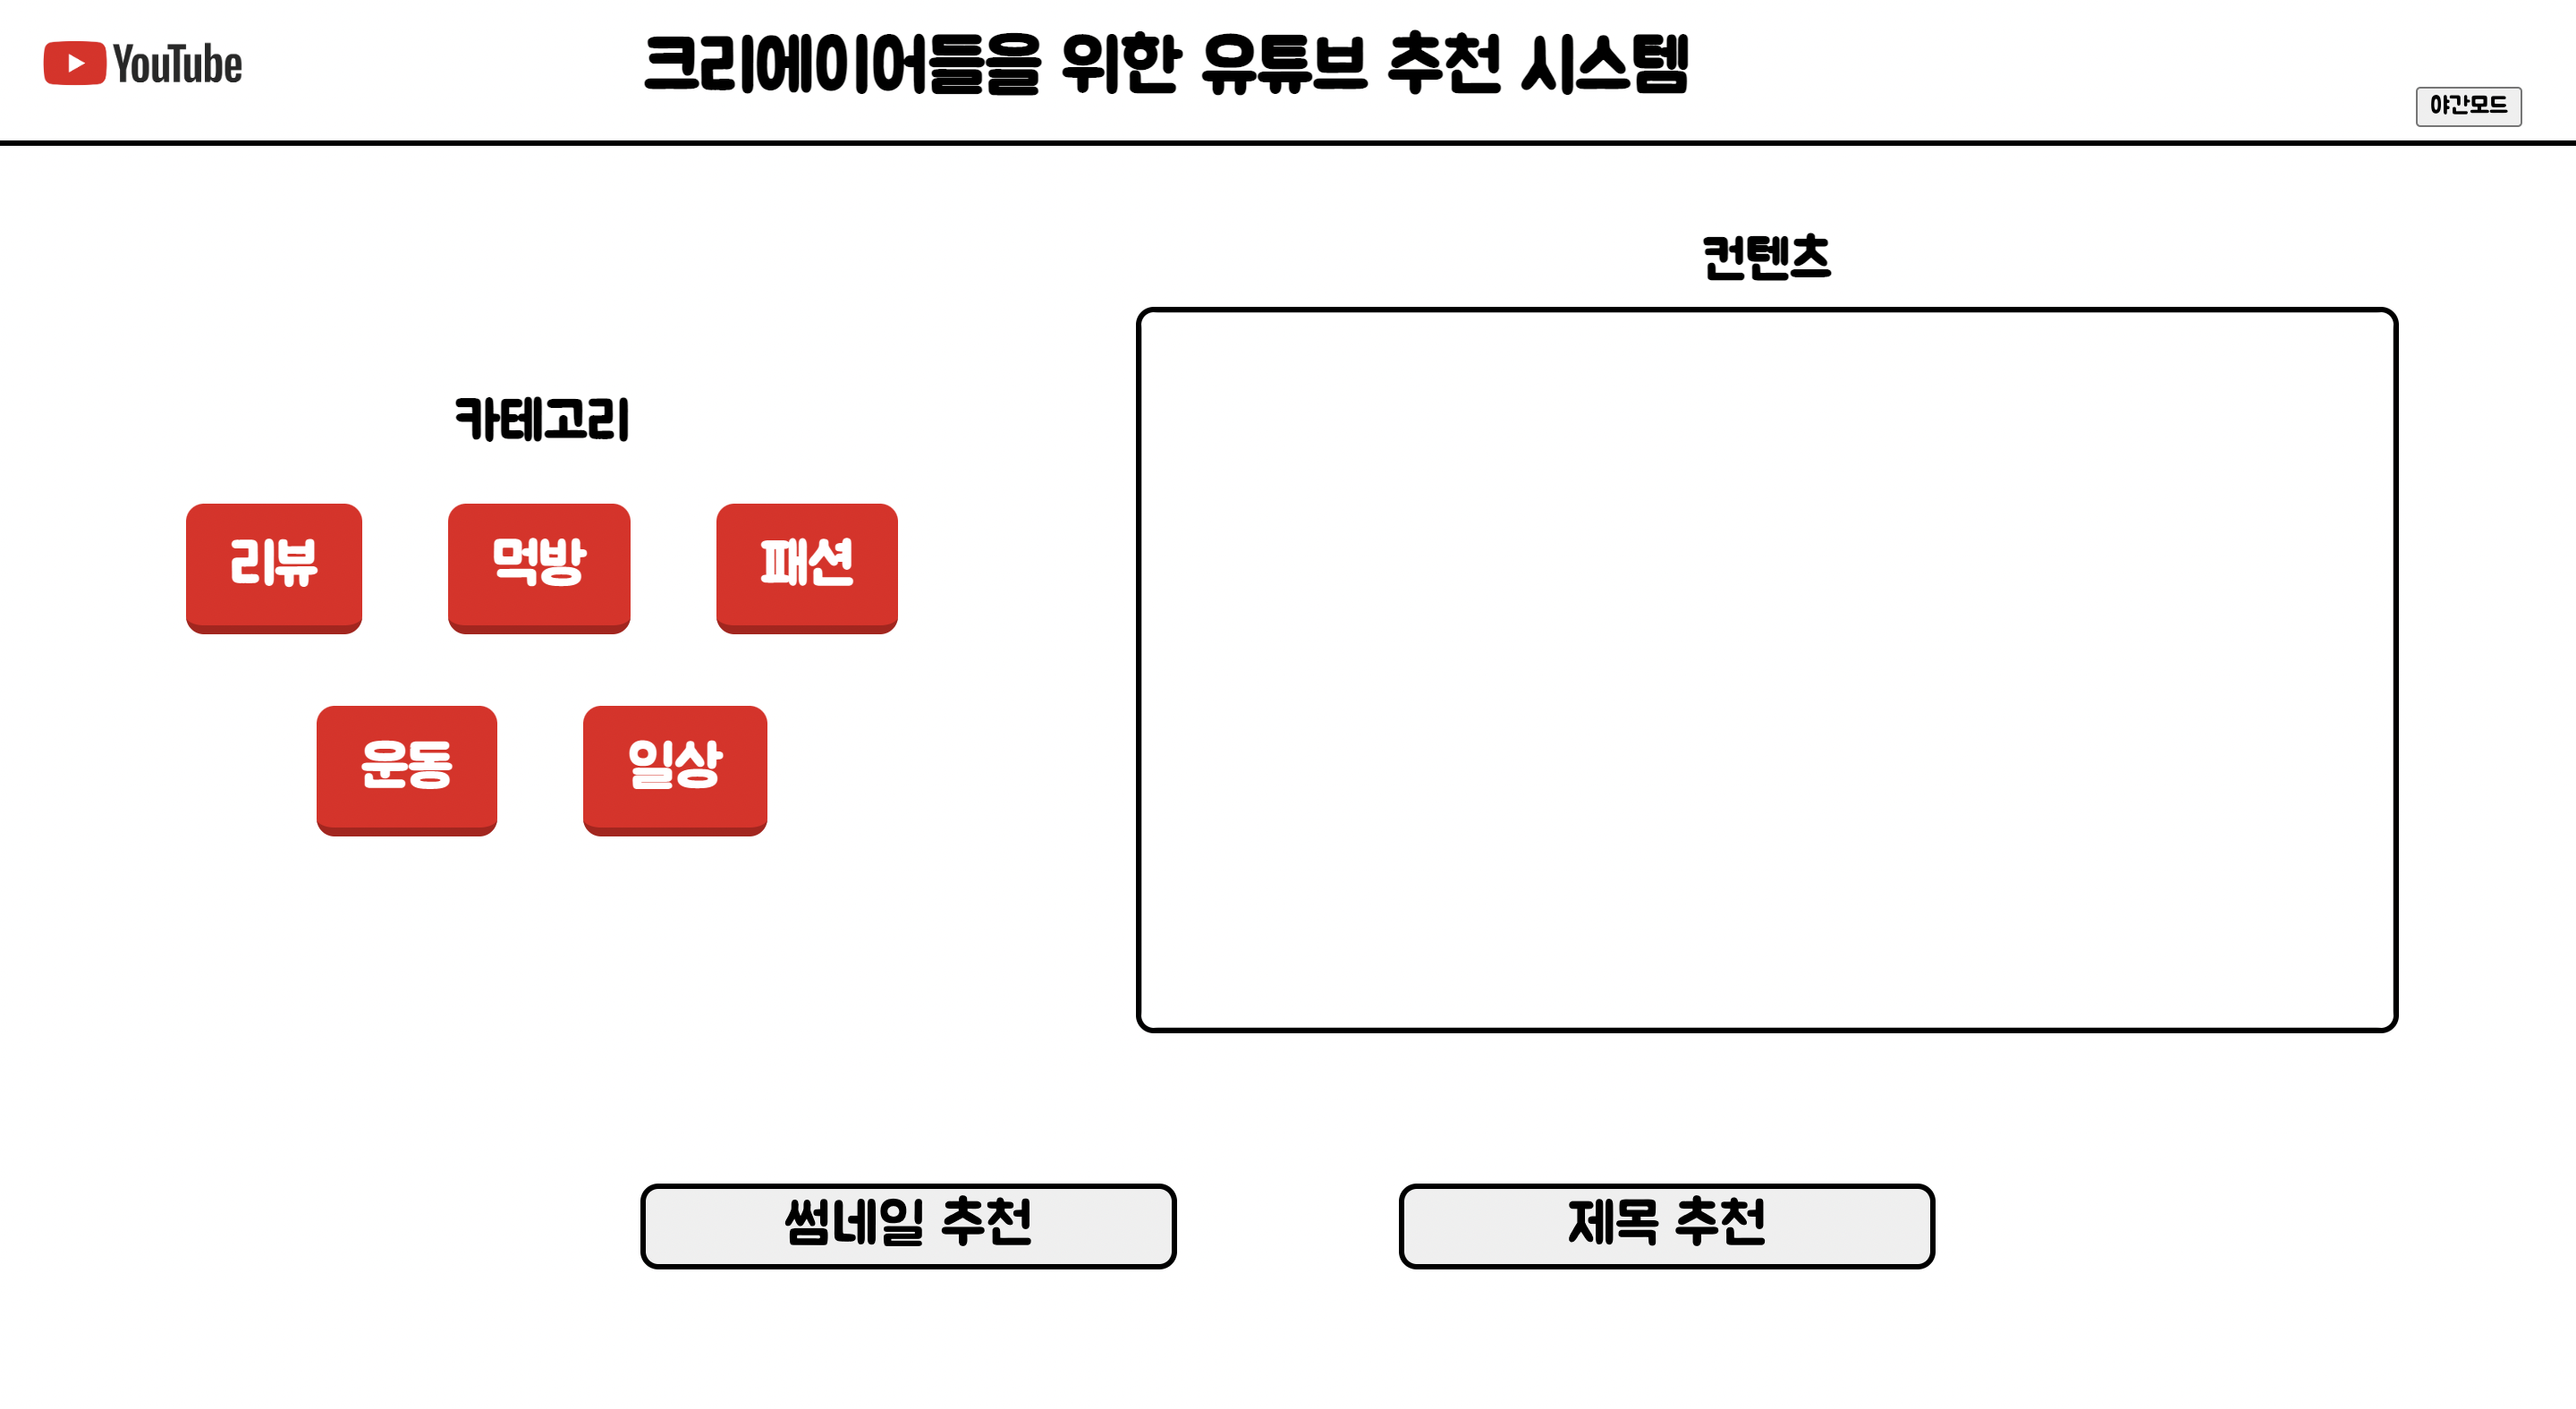 YouTube
크리에이어들을 위한 유튜브 추천 시스템
야간모드
컨텐츠
카테고리
리뷰 먹방 패션
운동 일상
썸네일 추천 제목 추천